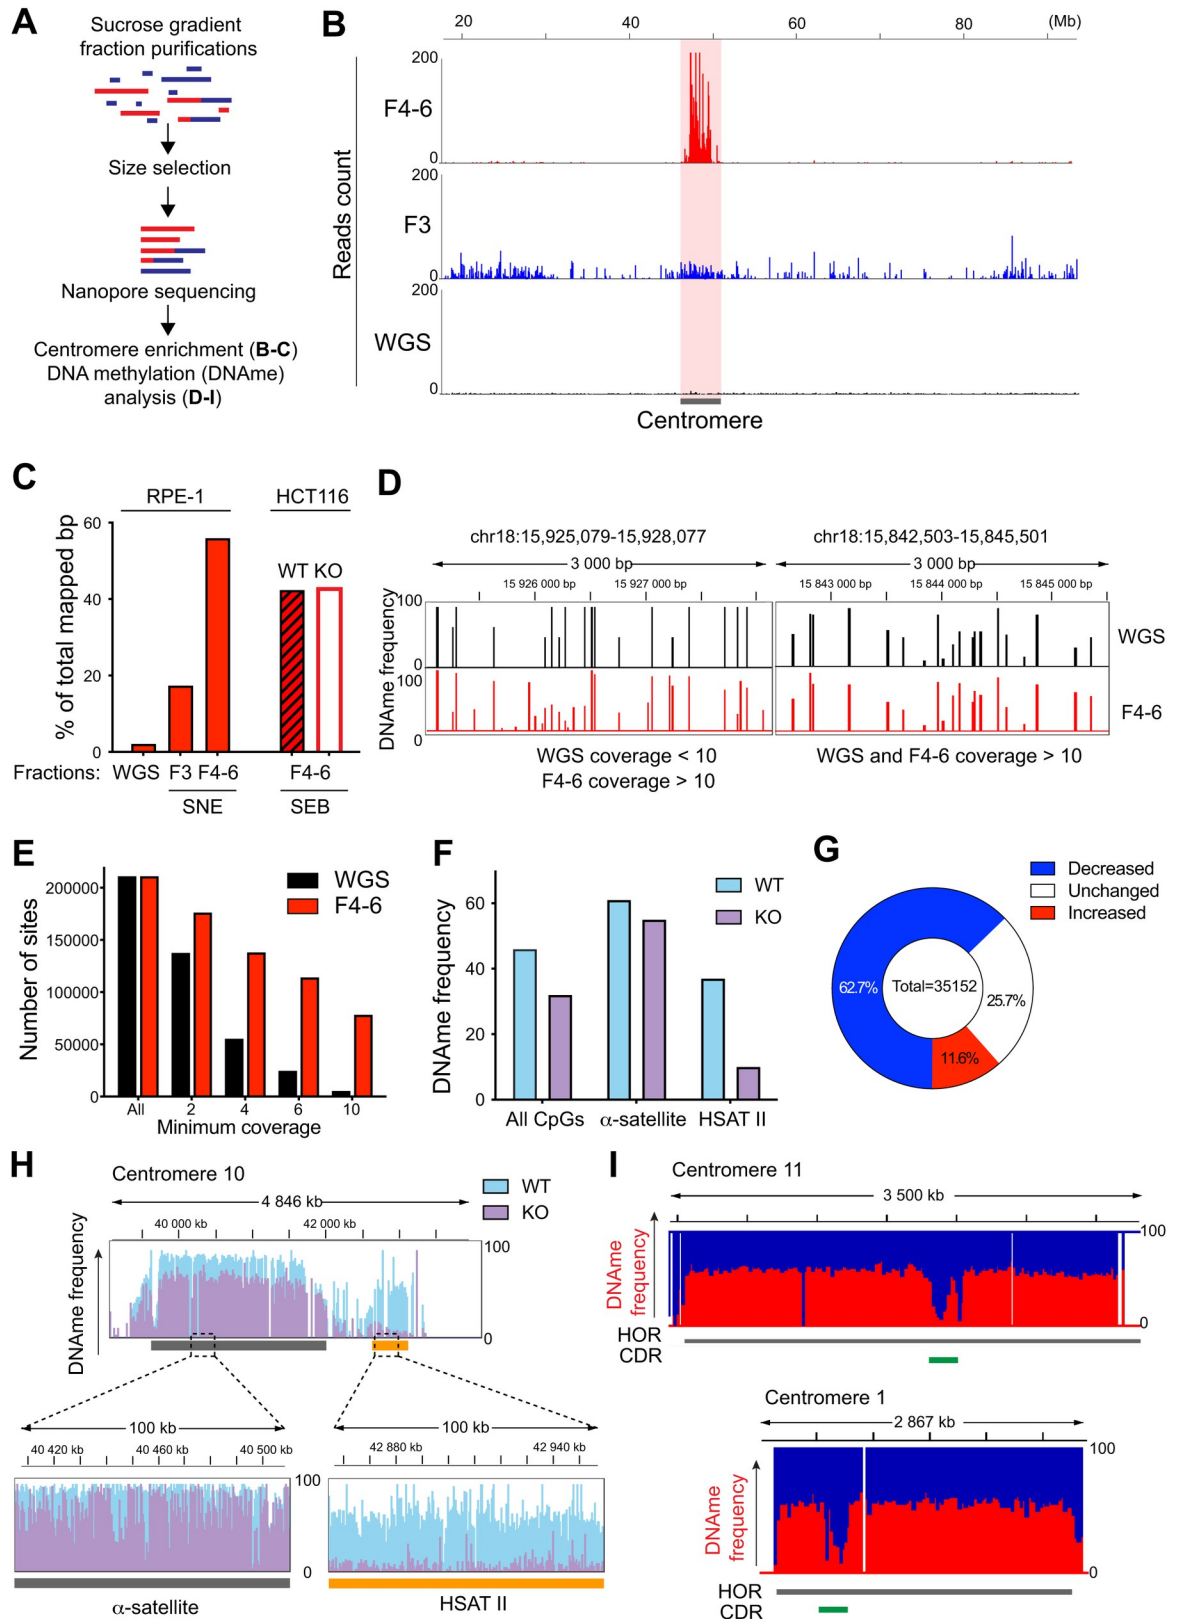 A
Sucrose gradient
fraction purifications
Size selection
Nanopore sequencing
Centromere enrichment (B-C)
DNA methylation (DNAme)
analysis (D-I)
B
20 40 60 80 (Mb)
Reads count
200
F4-6
0
200
F3
0
200
WGS
0
Centromere
C
RPE-1 HCT116
% of total mapped bp
60
40
20
0
WT KO
Fractions: WGS F3 F4-6 F4-6
SNE SEB
D
chr18:15,925,079-15,928,077 chr18:15,842,503-15,845,501
3 000 bp 3 000 bp
15 926 000 bp 15 927 000 bp 15 843 000 bp 15 844 000 bp 15 845 000 bp
DNAme frequency
100
0
WGS
100
0
F4-6
WGS coverage < 10 WGS and F4-6 coverage > 10
F4-6 coverage > 10
E
Number of sites
200000
150000
100000
50000
0
WGS
F4-6
All 2 4 6 10
Minimum coverage
F
DNAme frequency
60
40
20
0
WT
KO
All CpGs α-satellite HSAT II
G
Decreased
Unchanged
Increased
62.7% Total=35152 25.7%
11.6%
H
Centromere 10
WT
KO
4 846 kb
40 000 kb 42 000 kb
DNAme frequency
100
0
100 kb 100 kb
40 420 kb 40 460 kb 40 500 kb 42 880 kb 42 940 kb
100 100
0 0
α-satellite HSAT II
I
Centromere 11
3 500 kb
DNAme
frequency
100
0
HOR
CDR
Centromere 1
2 867 kb
DNAme
frequency
100
0
HOR
CDR